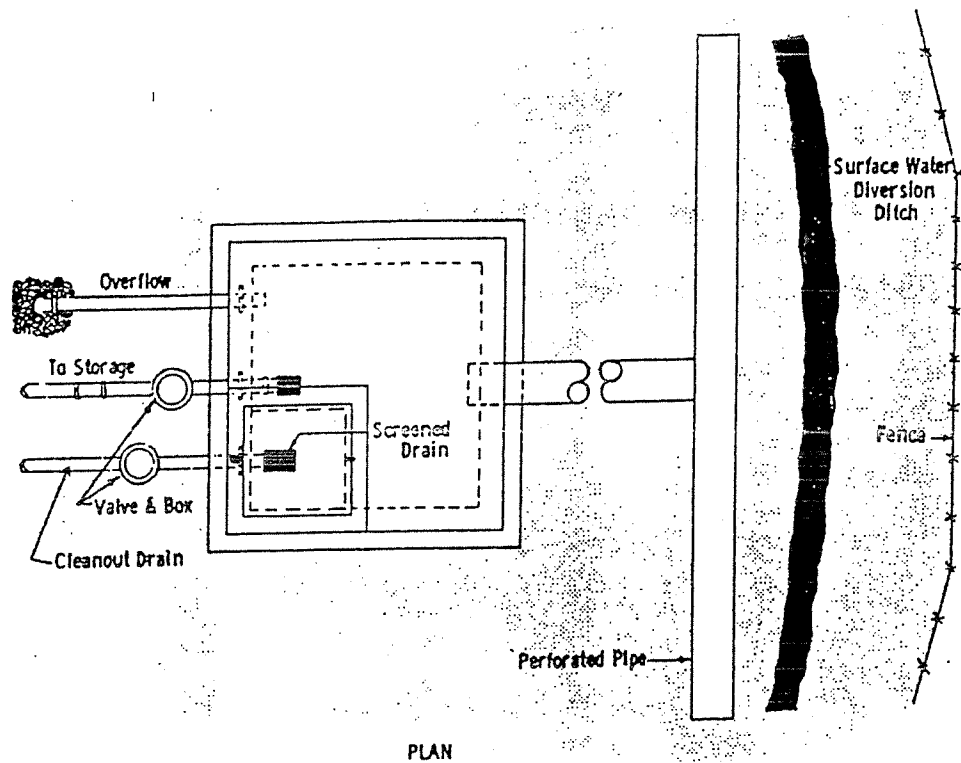 Surface Water
Diversion
Ditch
Overflow
To Storage
Screened
Drain
Fence
Valve & Box
Cleanout Drain
Perforated Pipe
PLAN